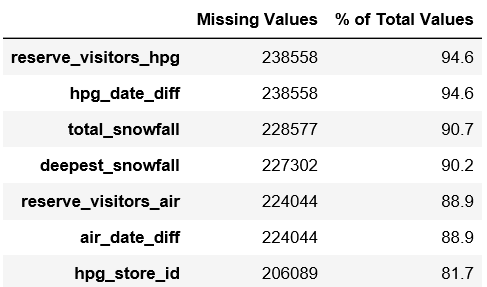 Missing Values % of Total Values
reserve_visitors_hpg 238558 94.6
hpg_date_diff 238558 94.6
total_snowfall 228577 90.7
deepest_snowfall 227302 90.2
reserve_visitors_air 224044 88.9
air_date_diff 224044 88.9
hpg_store_id 206089 81.7